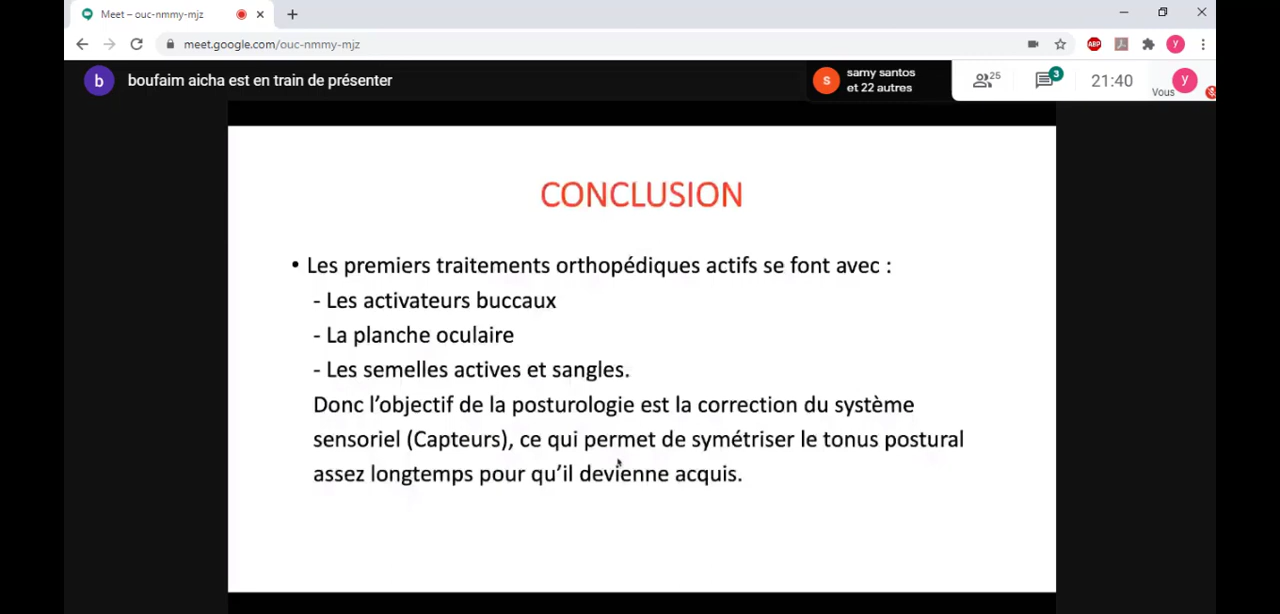 Meet – ouc-nmmy-mjz
meet.google.com/ouc-nmmy-mjz
ABP
y
b
boufaim aicha est en train de présenter
s
samy santos
et 22 autres
25
3
21:40
Vous
y
CONCLUSION
• Les premiers traitements orthopédiques actifs se font avec :
- Les activateurs buccaux
- La planche oculaire
- Les semelles actives et sangles.
Donc l’objectif de la posturologie est la correction du système
sensoriel (Capteurs), ce qui permet de symétriser le tonus postural
assez longtemps pour qu’il devienne acquis.